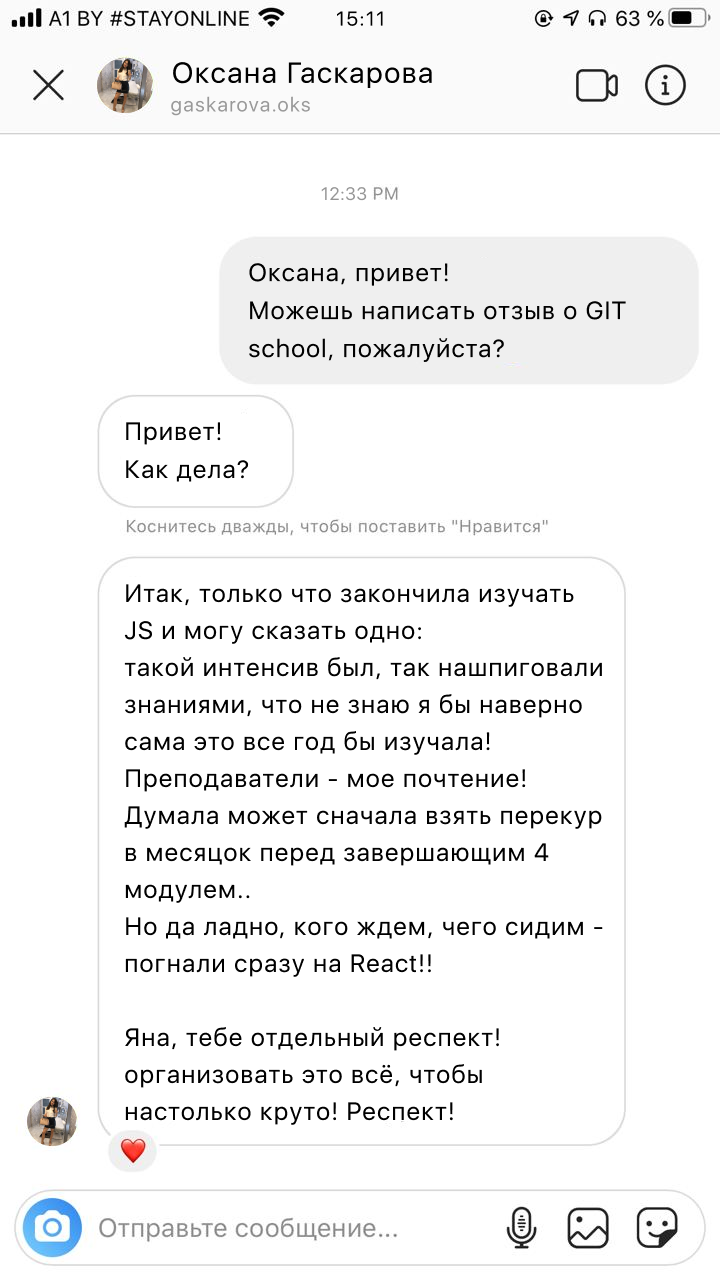 A1 BY #STAYONLINE 15:11 63 %
Оксана Гаскарова
gaskarova.oks
12:33 PM
Оксана, привет!
Можешь написать отзыв о GIT
school, пожалуйста?
Привет!
Как дела?
Коснитесь дважды, чтобы поставить "Нравится"
Итак, только что закончила изучать
JS и могу сказать одно:
такой интенсив был, так нашпиговали
знаниями, что не знаю я бы наверно
сама это все год бы изучала!
Преподаватели - мое почтение!
Думала может сначала взять перекур
в месяцок перед завершающим 4
модулем..
Но да ладно, кого ждем, чего сидим -
погнали сразу на React!!
Яна, тебе отдельный респект!
организовать это всё, чтобы
настолько круто! Респект!
Отправьте сообщение...